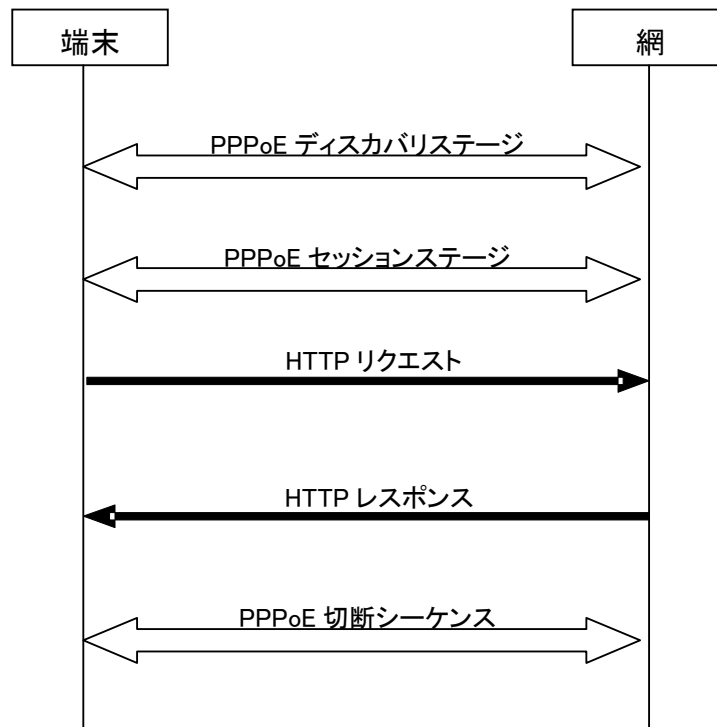 端末
網
PPPoE ディスカバリステージ
PPPoE セッションステージ
HTTP リクエスト
HTTP レスポンス
PPPoE 切断シーケンス